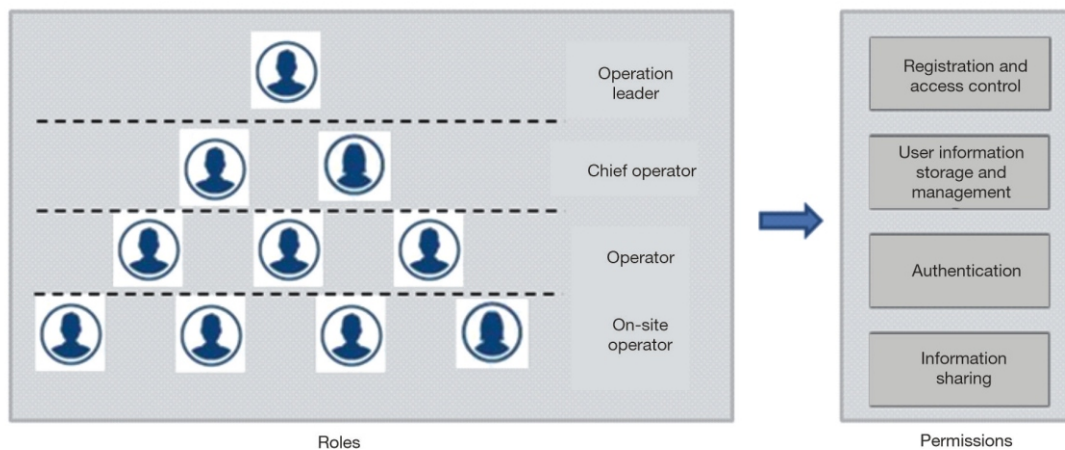 Operation
leader
Chief operator
Operator
On-site
operator
Roles
Registration and
access control
User information
storage and
management
Authentication
Information
sharing
Permissions